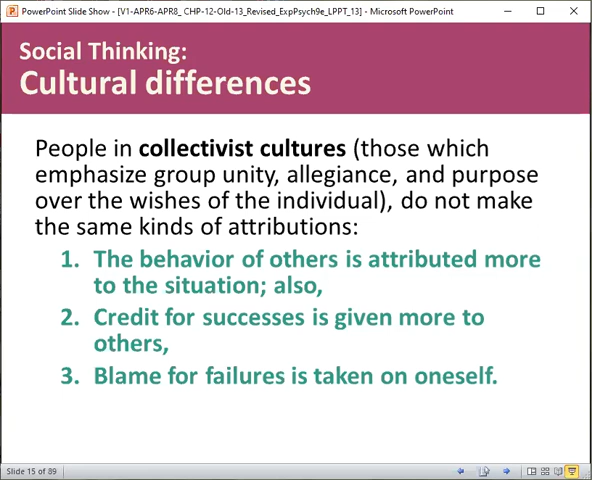 PowerPoint Slide Show - [V1-APR6-APR8_ CHP-12-Old-13_Revised_ExpPsych9e_LPPT_13] - Microsoft PowerPoint
Social Thinking:
Cultural differences
People in collectivist cultures (those which
emphasize group unity, allegiance, and purpose
over the wishes of the individual), do not make
the same kinds of attributions:
1. The behavior of others is attributed more
to the situation; also,
2. Credit for successes is given more to
others,
3. Blame for failures is taken on oneself.
Slide 15 of 89